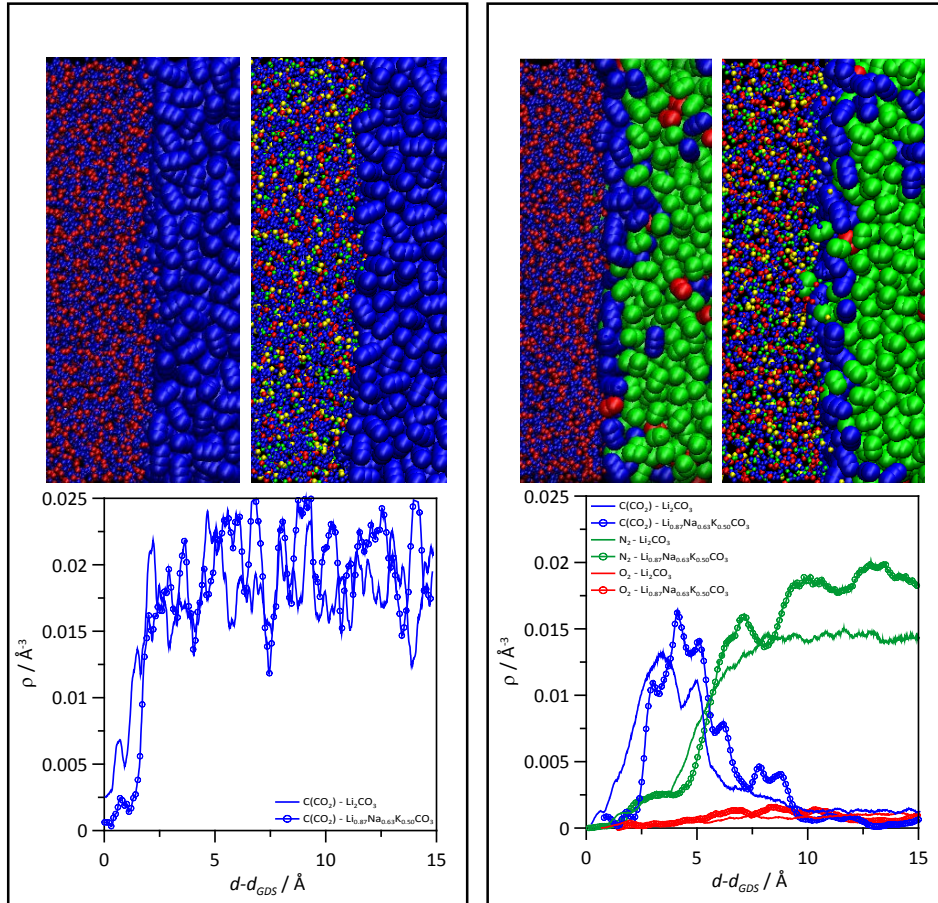 0.025
0.02
0.015
0.01
0.005
0
ρ / Å⁻³
C(CO₂) - Li₂CO₃
C(CO₂) - Li₀.₈₇Na₀.₆₃K₀.₅₀CO₃
0 5 10 15
d-d_GDS / Å
0.025
0.020
0.015
0.010
0.005
0
ρ / Å⁻³
C(CO₂) - Li₂CO₃
C(CO₂) - Li₀.₈₇Na₀.₆₃K₀.₅₀CO₃
N₂ - Li₂CO₃
N₂ - Li₀.₈₇Na₀.₆₃K₀.₅₀CO₃
O₂ - Li₂CO₃
O₂ - Li₀.₈₇Na₀.₆₃K₀.₅₀CO₃
0 5 10 15
d-d_GDS / Å